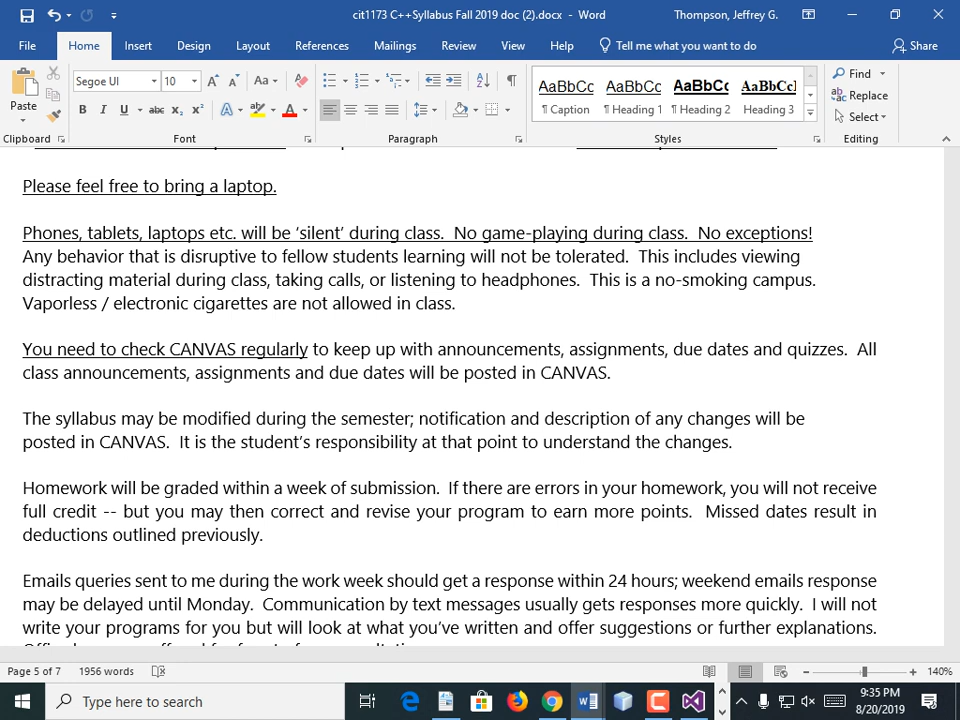 cit1173 C++Syllabus Fall 2019 doc (2).docx - Word
Thompson, Jeffrey G.
File Home Insert Design Layout References Mailings Review View Help Tell me what you want to do Share
Paste
Segoe UI 10
Clipboard Font Paragraph Styles Editing
AaBbCc AaBbCc AaBbCc AaBbCc
¶ Caption ¶ Heading 1 ¶ Heading 2 Heading 3
Find
Replace
Select
Please feel free to bring a laptop.
Phones, tablets, laptops etc. will be ‘silent’ during class.  No game-playing during class.  No exceptions!
Any behavior that is disruptive to fellow students learning will not be tolerated.  This includes viewing
distracting material during class, taking calls, or listening to headphones.  This is a no-smoking campus.
Vaporless / electronic cigarettes are not allowed in class.
You need to check CANVAS regularly to keep up with announcements, assignments, due dates and quizzes.  All
class announcements, assignments and due dates will be posted in CANVAS.
The syllabus may be modified during the semester; notification and description of any changes will be
posted in CANVAS.  It is the student’s responsibility at that point to understand the changes.
Homework will be graded within a week of submission.  If there are errors in your homework, you will not receive
full credit -- but you may then correct and revise your program to earn more points.  Missed dates result in
deductions outlined previously.
Emails queries sent to me during the work week should get a response within 24 hours; weekend emails response
may be delayed until Monday.  Communication by text messages usually gets responses more quickly.  I will not
write your programs for you but will look at what you’ve written and offer suggestions or further explanations.
Page 5 of 7 1956 words 140%
Type here to search
9:35 PM
8/20/2019